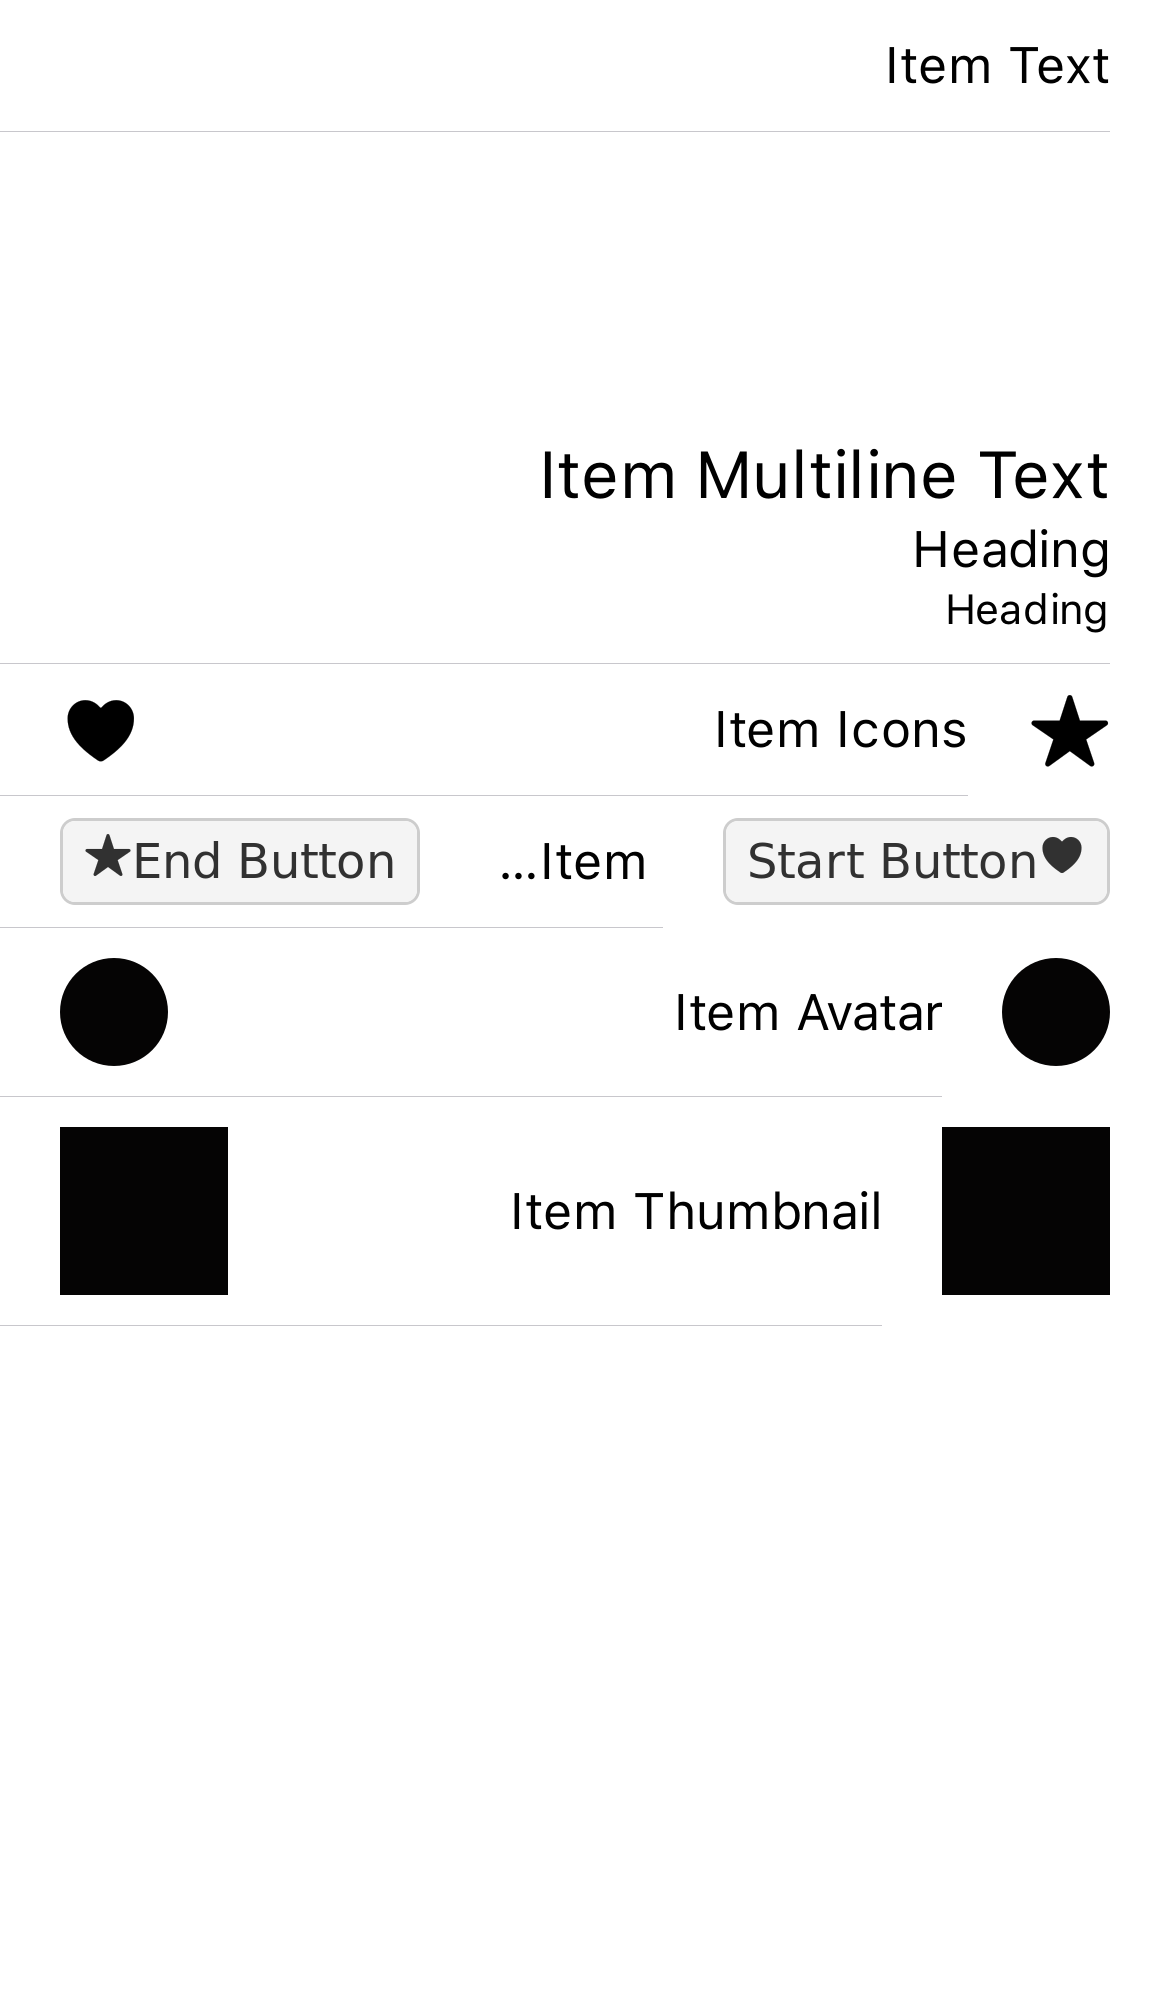 Item Text
Item Multiline Text
Heading
Heading
Item Icons
Start Button
...Item
End Button
Item Avatar
Item Thumbnail